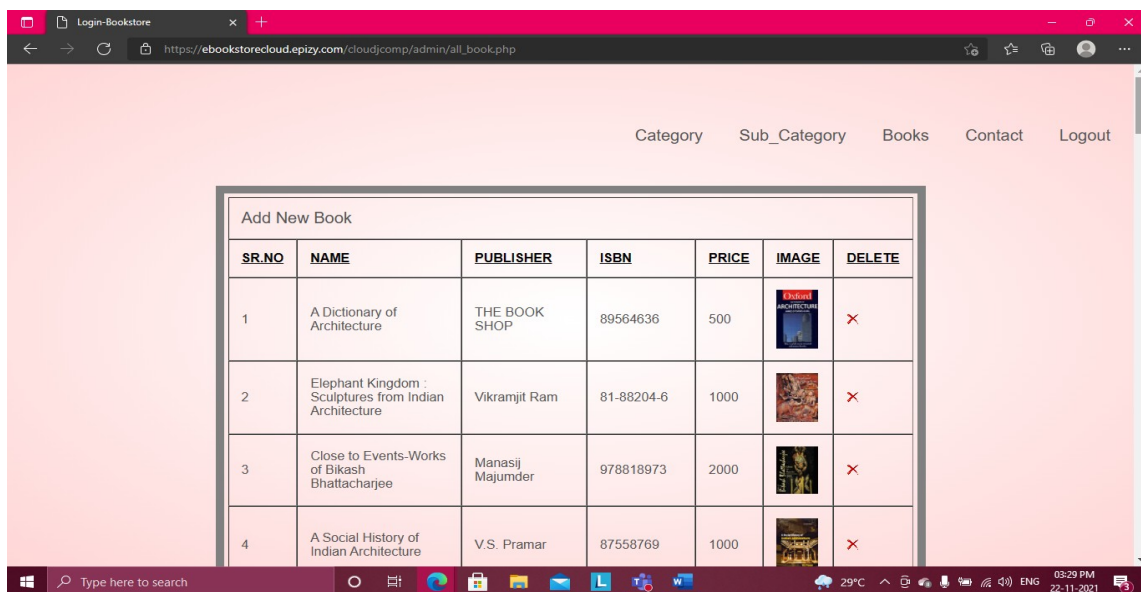 Login-Bookstore
https://ebookstorecloud.epizy.com/cloudjcomp/admin/all_book.php
Category Sub_Category Books Contact Logout
Add New Book
SR.NO NAME PUBLISHER ISBN PRICE IMAGE DELETE
1 A Dictionary of Architecture THE BOOK SHOP 89564636 500
Oxford
ARCHITECTURE
2 Elephant Kingdom : Sculptures from Indian Architecture Vikramjit Ram 81-88204-6 1000
3 Close to Events-Works of Bikash Bhattacharjee Manasij Majumder 978818973 2000
4 A Social History of Indian Architecture V.S. Pramar 87558769 1000
Type here to search
L
W
29°C ENG
03:29 PM
22-11-2021
3